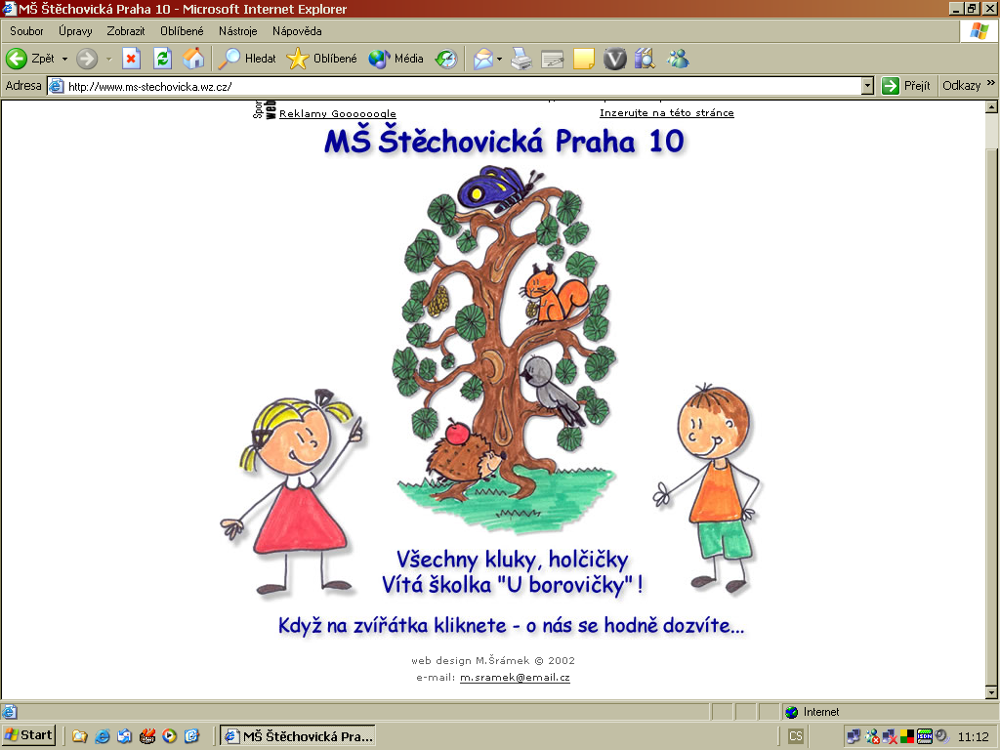 MŠ Štěchovická Praha 10 - Microsoft Internet Explorer
Soubor Úpravy Zobrazit Oblíbené Nástroje Nápověda
Zpět Hledat Oblíbené Média
Adresa http://www.ms-stechovicka.wz.cz/ Přejít Odkazy »
web Reklamy Goooooogle Inzerujte na této stránce
MŠ Štěchovická Praha 10
Všechny kluky, holčičky
Vítá školka "U borovičky" !
Když na zvířátka kliknete - o nás se hodně dozvíte...
web design M.Šrámek © 2002
e-mail: m.sramek@email.cz
Internet
Start MŠ Štěchovická Pra... CS ISDN 11:12